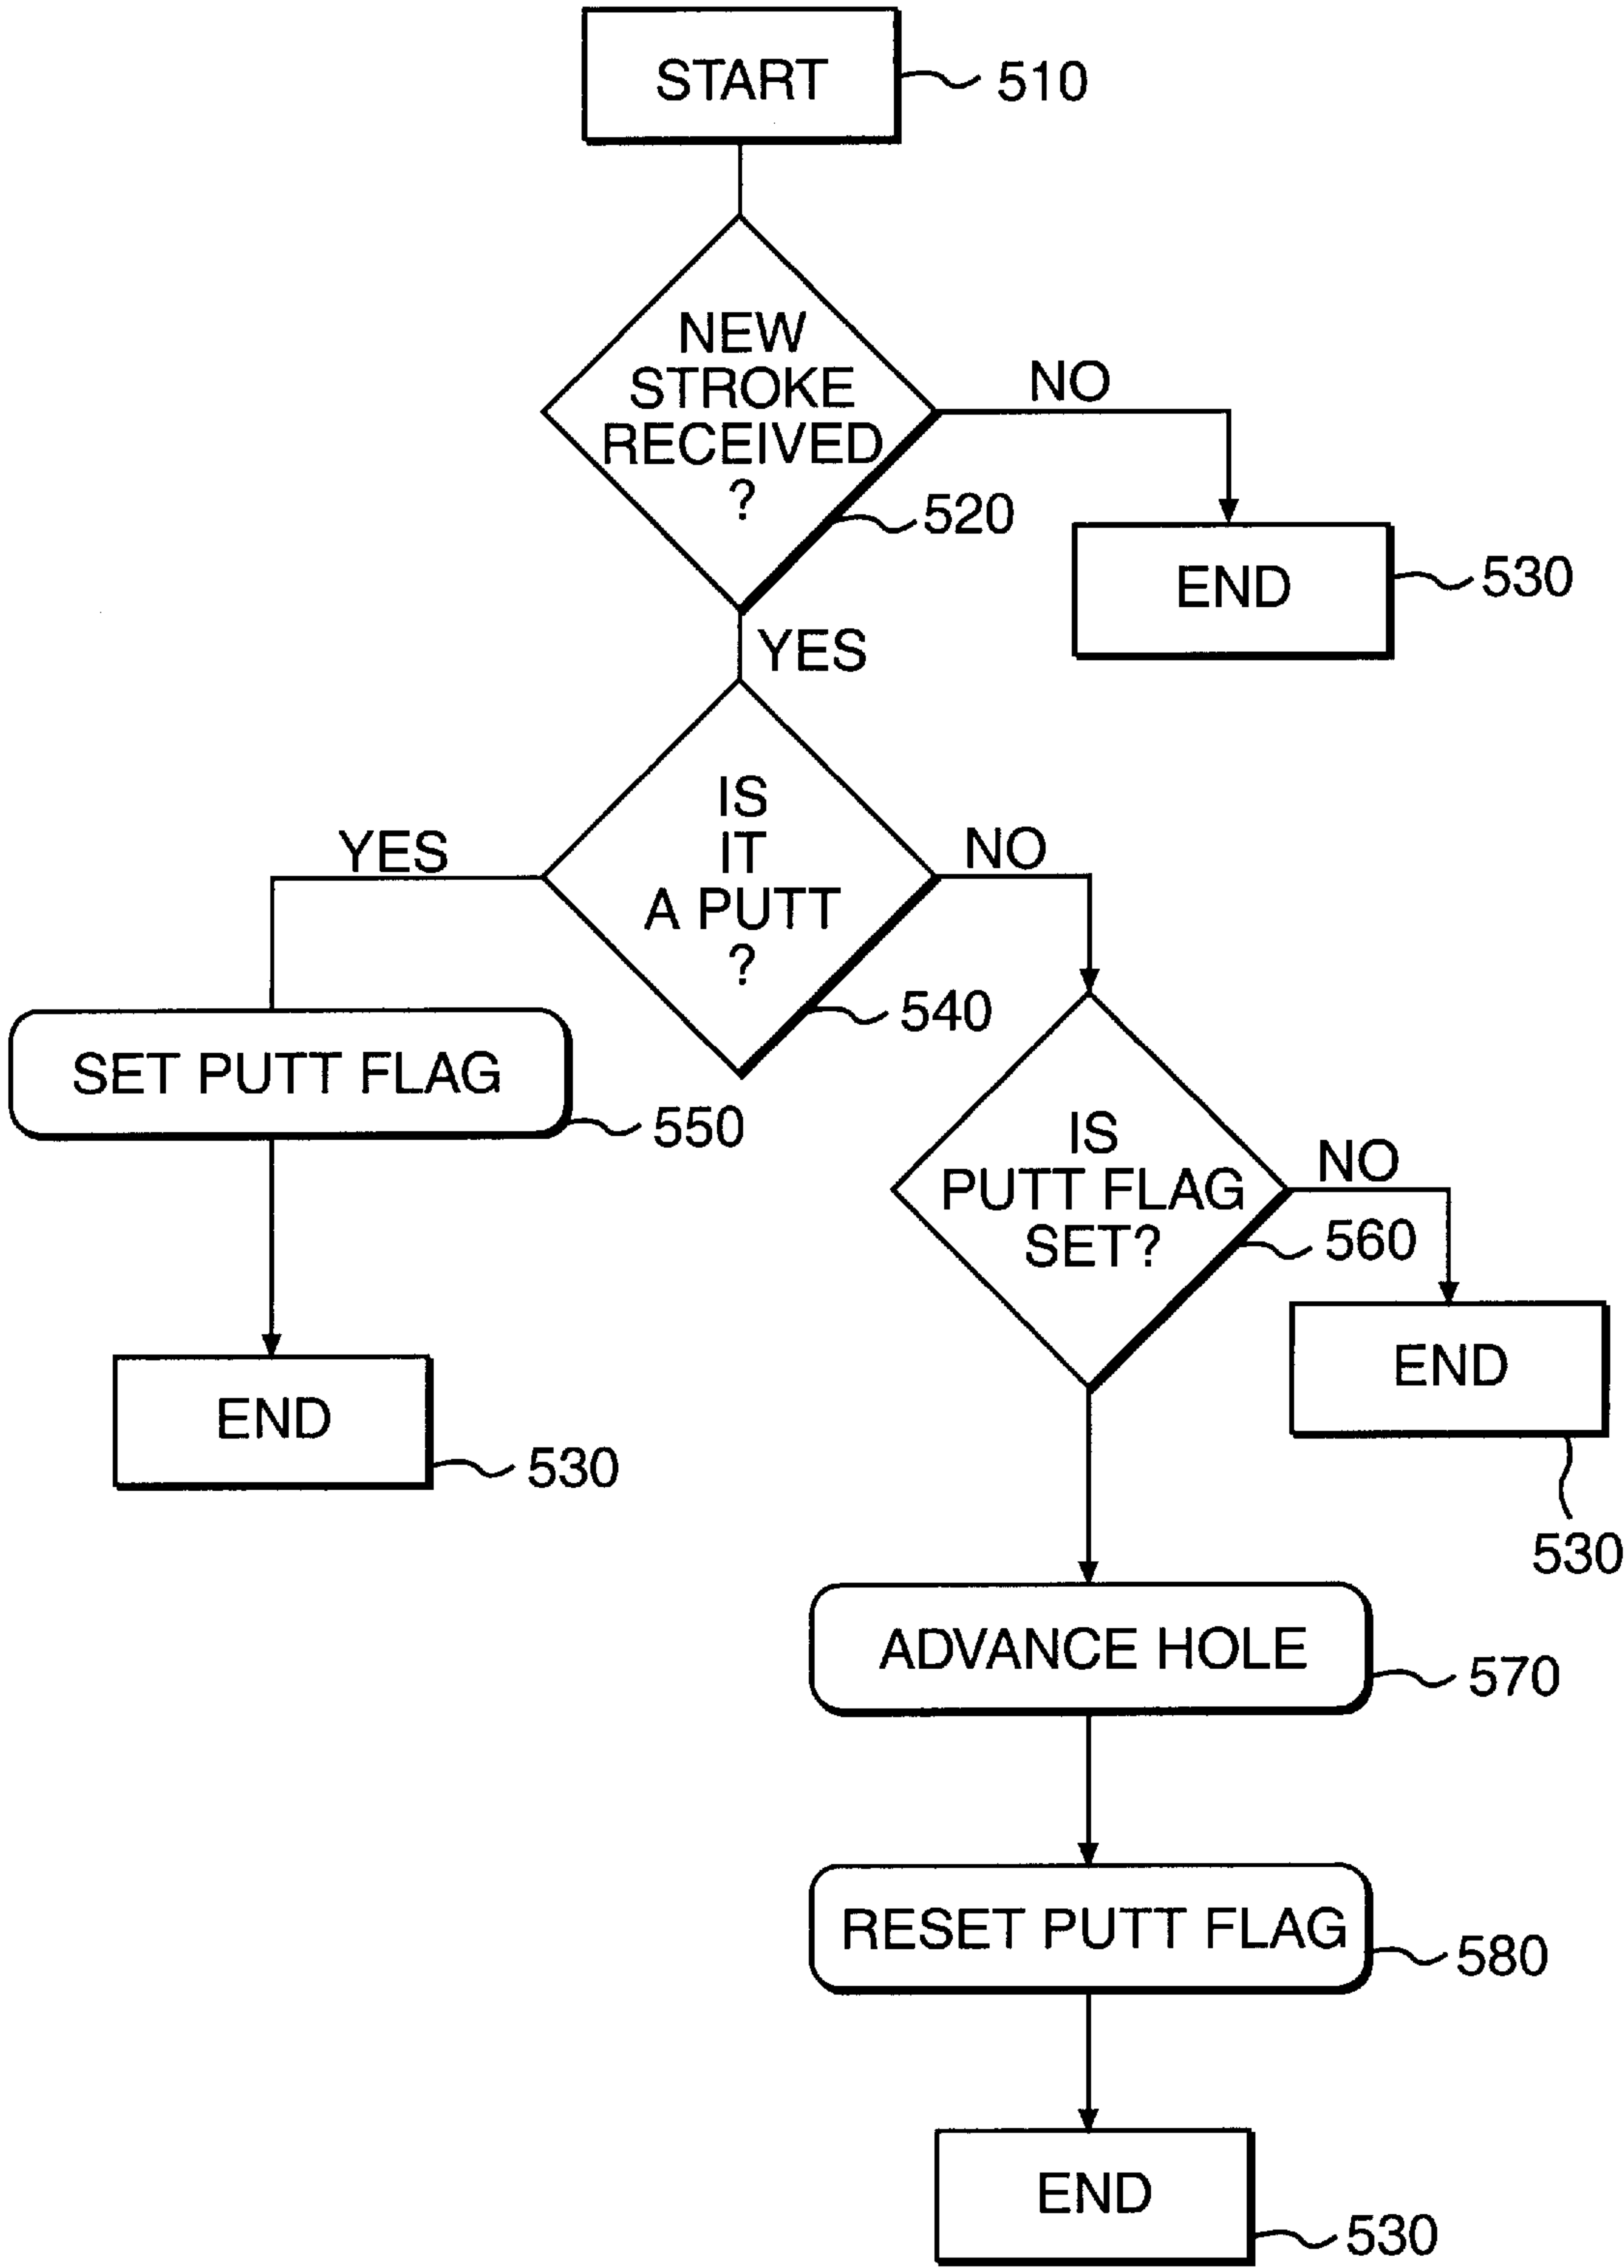 START
510
NEW
STROKE
RECEIVED
?
NO
520
END
530
YES
IS
IT
A PUTT
?
YES
NO
540
SET PUTT FLAG
550
IS
PUTT FLAG
SET?
NO
560
END
530
END
530
ADVANCE HOLE
570
RESET PUTT FLAG
580
END
530